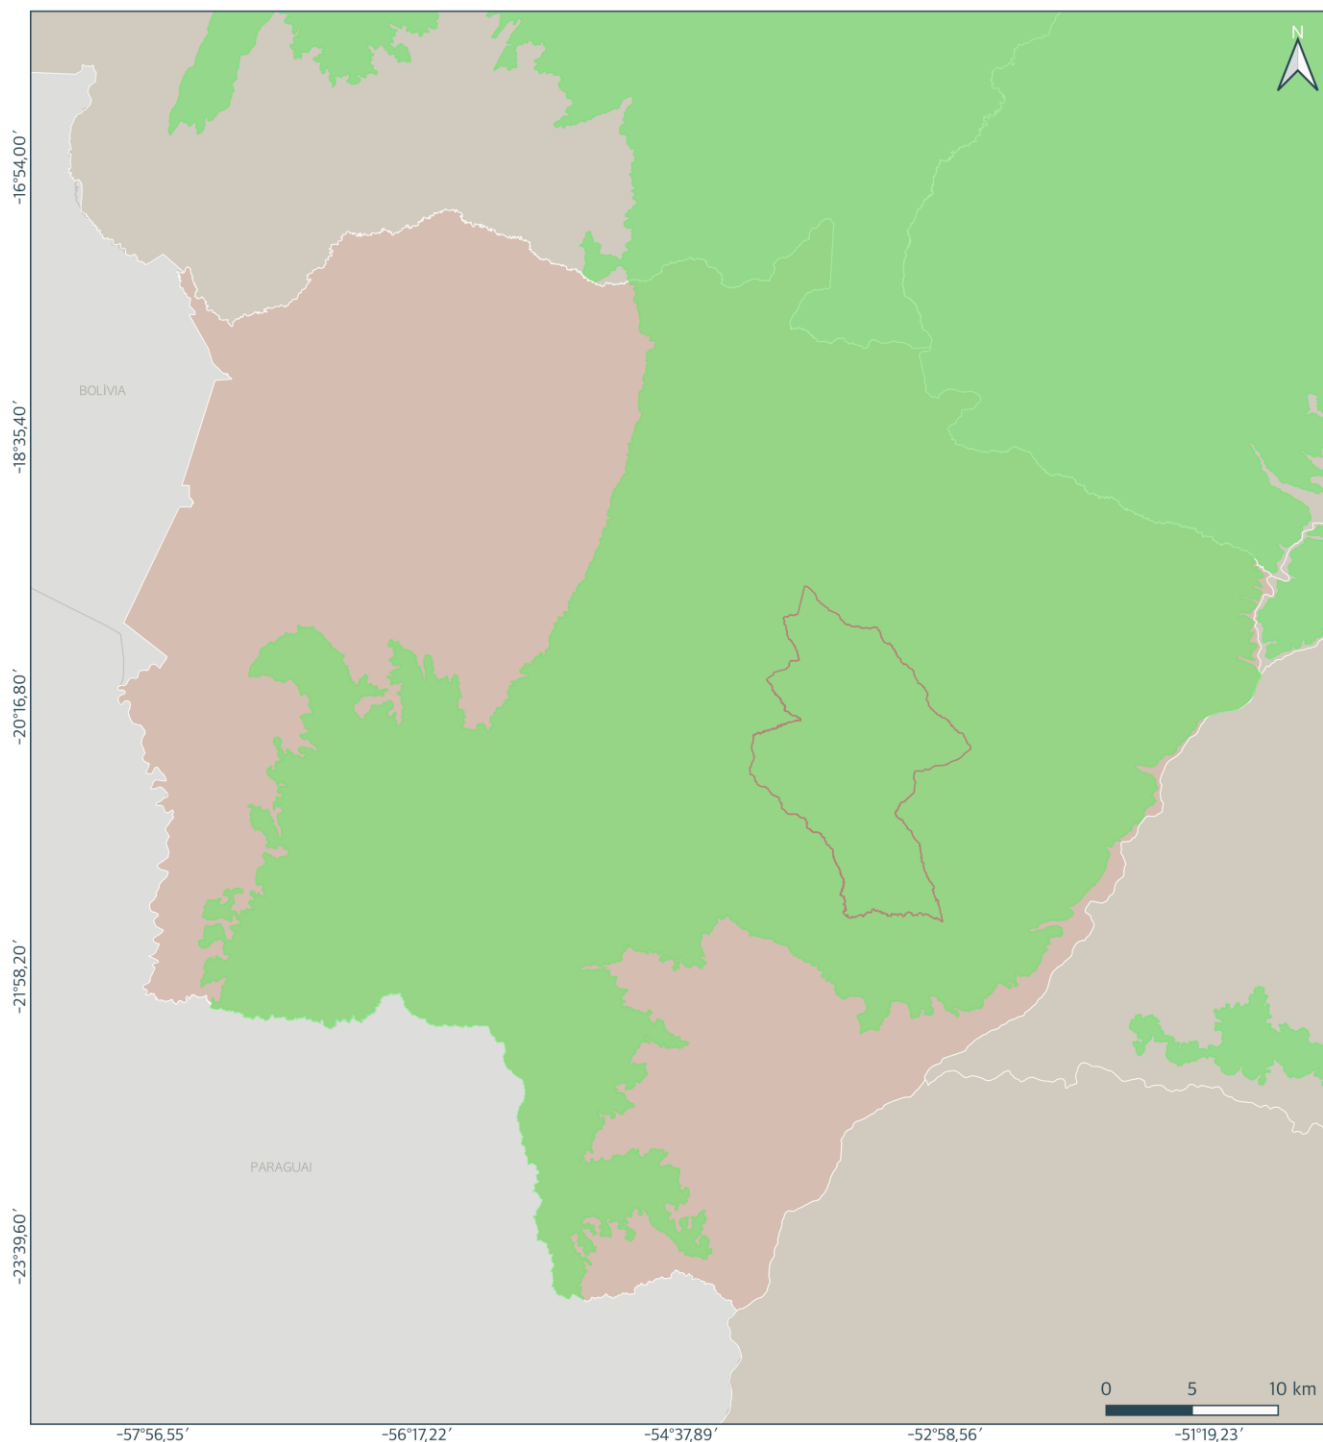 N
-16°54,00′
BOLÍVIA
-18°35,40′
-20°16,80′
-21°58,20′
PARAGUAI
-23°39,60′
0 5 10 km
-57°56,55′ -56°17,22′ -54°37,89′ -52°58,56′ -51°19,23′